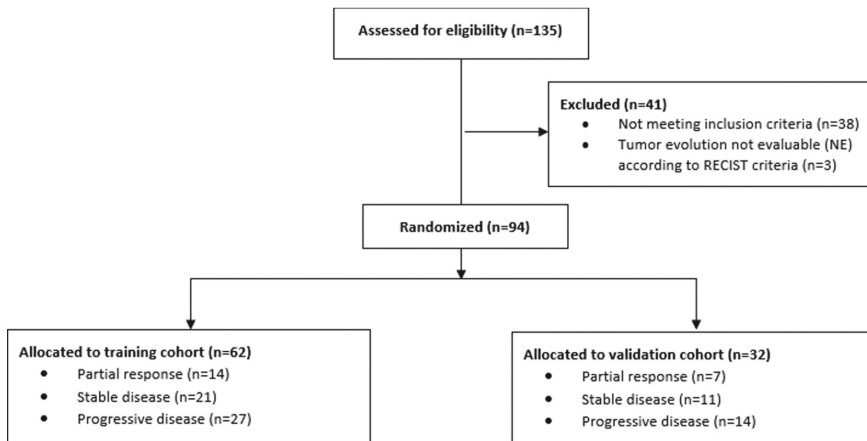 Assessed for eligibility (n=135)
Excluded (n=41)
● Not meeting inclusion criteria (n=38)
● Tumor evolution not evaluable (NE)
according to RECIST criteria (n=3)
Randomized (n=94)
Allocated to training cohort (n=62)
● Partial response (n=14)
● Stable disease (n=21)
● Progressive disease (n=27)
Allocated to validation cohort (n=32)
● Partial response (n=7)
● Stable disease (n=11)
● Progressive disease (n=14)